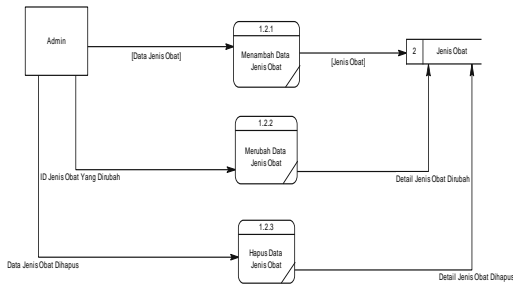 Admin
[Data Jenis Obat]
1.2.1
Menambah Data
Jenis Obat
[Jenis Obat]
2
Jenis Obat
1.2.2
Merubah Data
Jenis Obat
ID Jenis Obat Yang Dirubah
Detail Jenis Obat Dirubah
1.2.3
Hapus Data
Jenis Obat
Data Jenis Obat Dihapus
Detail Jenis Obat Dihapus